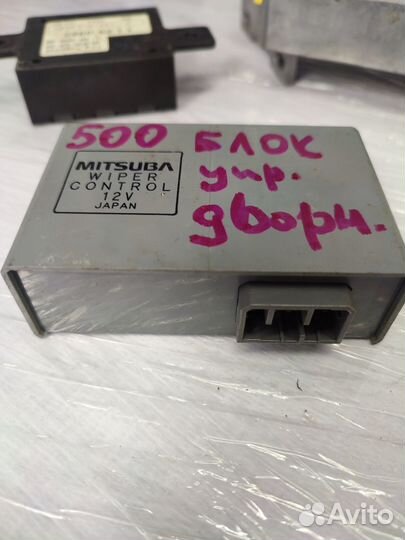 500 БЛОК
упр.
дворн.
MITSUBA
WIPER
CONTROL
12V
JAPAN
Avito